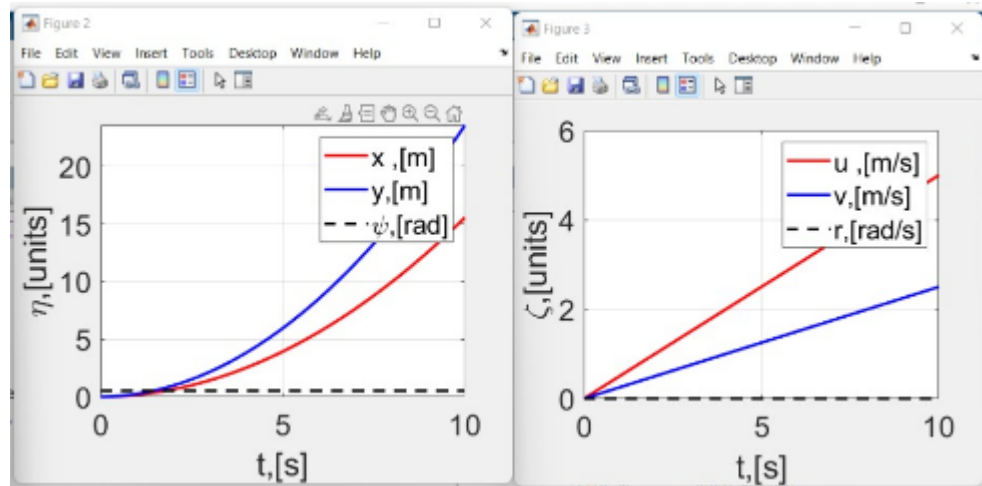 Figure 2
File Edit View Insert Tools Desktop Window Help
η,[units]
20
15
10
5
0
0 5 10
t,[s]
x ,[m]
y,[m]
ψ,[rad]
Figure 3
File Edit View Insert Tools Desktop Window Help
ζ,[units]
6
4
2
0
0 5 10
t,[s]
u ,[m/s]
v,[m/s]
r,[rad/s]